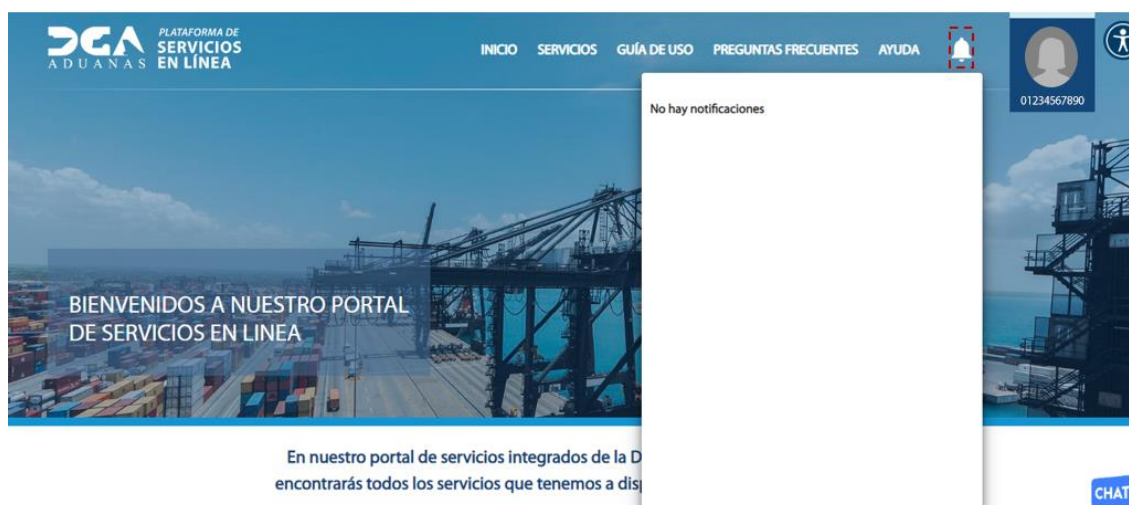 DGA
ADUANAS
PLATAFORMA DE
SERVICIOS
EN LÍNEA
INICIO SERVICIOS GUÍA DE USO PREGUNTAS FRECUENTES AYUDA
01234567890
No hay notificaciones
BIENVENIDOS A NUESTRO PORTAL
DE SERVICIOS EN LINEA
En nuestro portal de servicios integrados de la D
encontrarás todos los servicios que tenemos a
CHAT